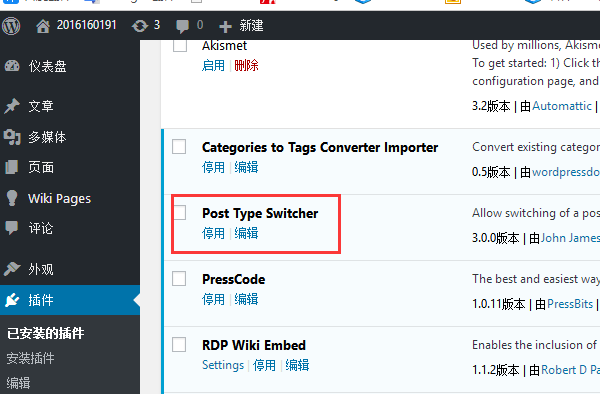 2016160191 3 0 新建
仪表盘
文章
多媒体
页面
Wiki Pages
评论
外观
插件
已安装的插件
安装插件
编辑
Akismet
启用 | 删除
Used by millions, Akism
To get started: 1) Click th
configuration page, and
3.2版本 | 由Automattic |
Categories to Tags Converter Importer
停用 | 编辑
Convert existing categor
0.5版本 | 由wordpressdo
Post Type Switcher
停用 | 编辑
Allow switching of a pos
3.0.0版本 | 由John James
PressCode
停用 | 编辑
The best and easiest way
1.0.11版本 | 由PressBits |
RDP Wiki Embed
Settings | 停用 | 编辑
Enables the inclusion of
1.1.2版本 | 由Robert D Pa